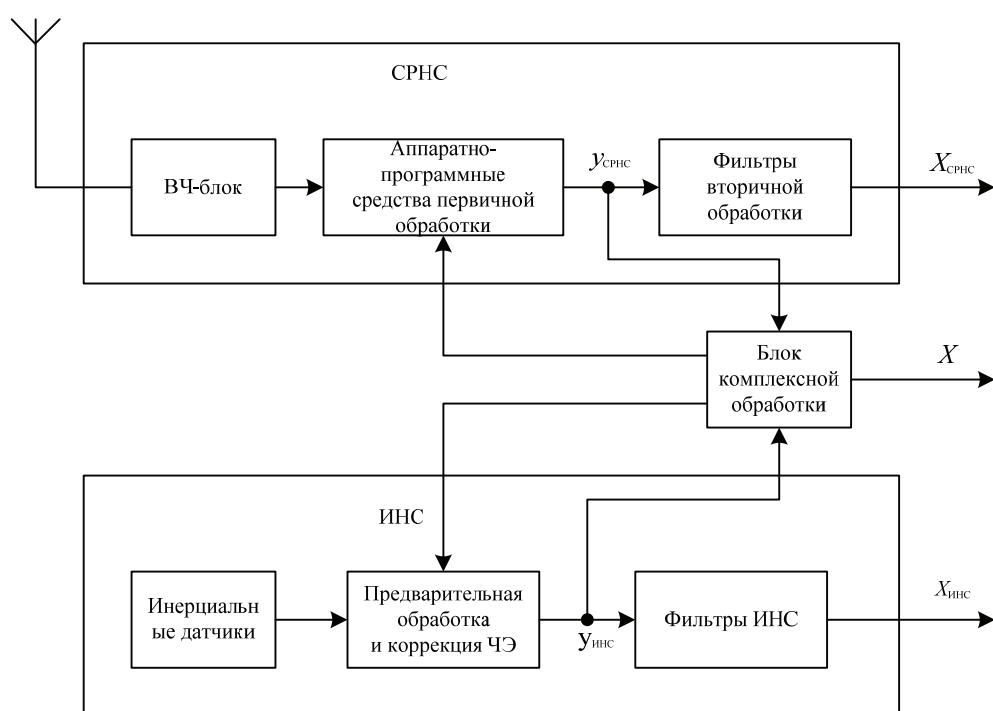 СРНС
ВЧ-блок
Аппаратно-
программные
средства первичной
обработки
yСРНС
Фильтры
вторичной
обработки
XСРНС
Блок
комплексной
обработки
X
ИНС
Инерциальн
ые датчики
Предварительная
обработка
и коррекция ЧЭ
yИНС
Фильтры ИНС
XИНС